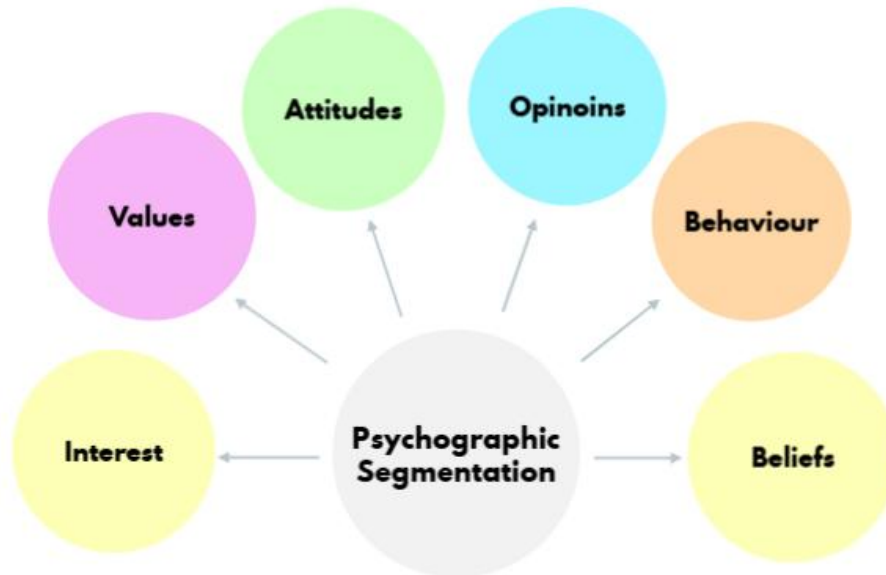 Attitudes
Opinoins
Values
Behaviour
Interest
Psychographic
Segmentation
Beliefs